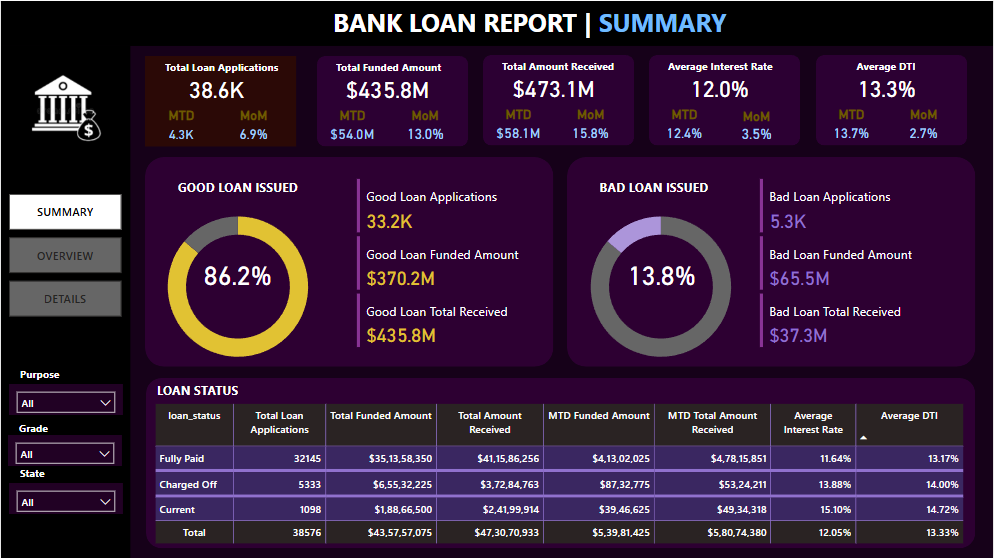 BANK LOAN REPORT | SUMMARY
Total Loan Applications
38.6K
MTD MoM
4.3K 6.9%
Total Funded Amount
$435.8M
MTD MoM
$54.0M 13.0%
Total Amount Received
$473.1M
MTD MoM
$58.1M 15.8%
Average Interest Rate
12.0%
MTD MoM
12.4% 3.5%
Average DTI
13.3%
MTD MoM
13.7% 2.7%
$
SUMMARY
OVERVIEW
DETAILS
Purpose
All
Grade
All
State
All
GOOD LOAN ISSUED
86.2%
Good Loan Applications
33.2K
Good Loan Funded Amount
$370.2M
Good Loan Total Received
$435.8M
BAD LOAN ISSUED
13.8%
Bad Loan Applications
5.3K
Bad Loan Funded Amount
$65.5M
Bad Loan Total Received
$37.3M
LOAN STATUS
loan_status Total Loan Applications Total Funded Amount Total Amount Received MTD Funded Amount MTD Total Amount Received Average Interest Rate Average DTI
Fully Paid 32145 $35,13,58,350 $41,15,86,256 $4,13,02,025 $4,78,15,851 11.64% 13.17%
Charged Off 5333 $6,55,32,225 $3,72,84,763 $87,32,775 $53,24,211 13.88% 14.00%
Current 1098 $1,88,66,500 $2,41,99,914 $39,46,625 $49,34,318 15.10% 14.72%
Total 38576 $43,57,57,075 $47,30,70,933 $5,39,81,425 $5,80,74,380 12.05% 13.33%